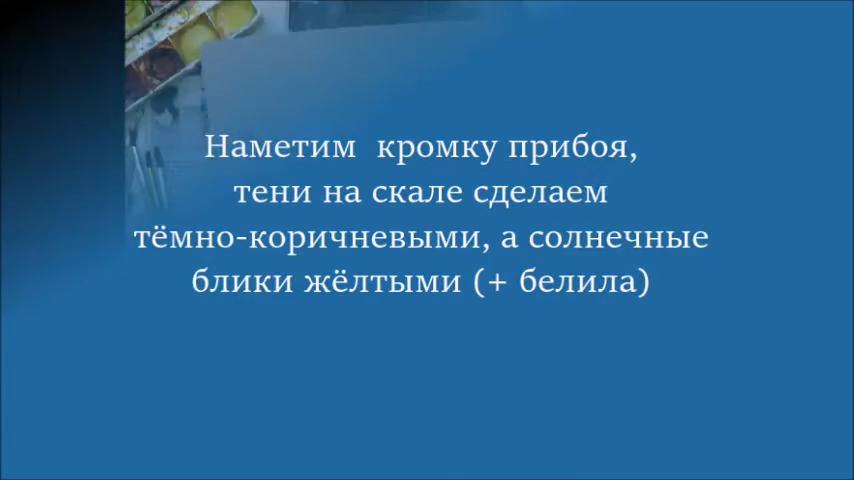 Наметим  кромку прибоя,
тени на скале сделаем
тёмно-коричневыми, а солнечные
блики жёлтыми (+ белила)